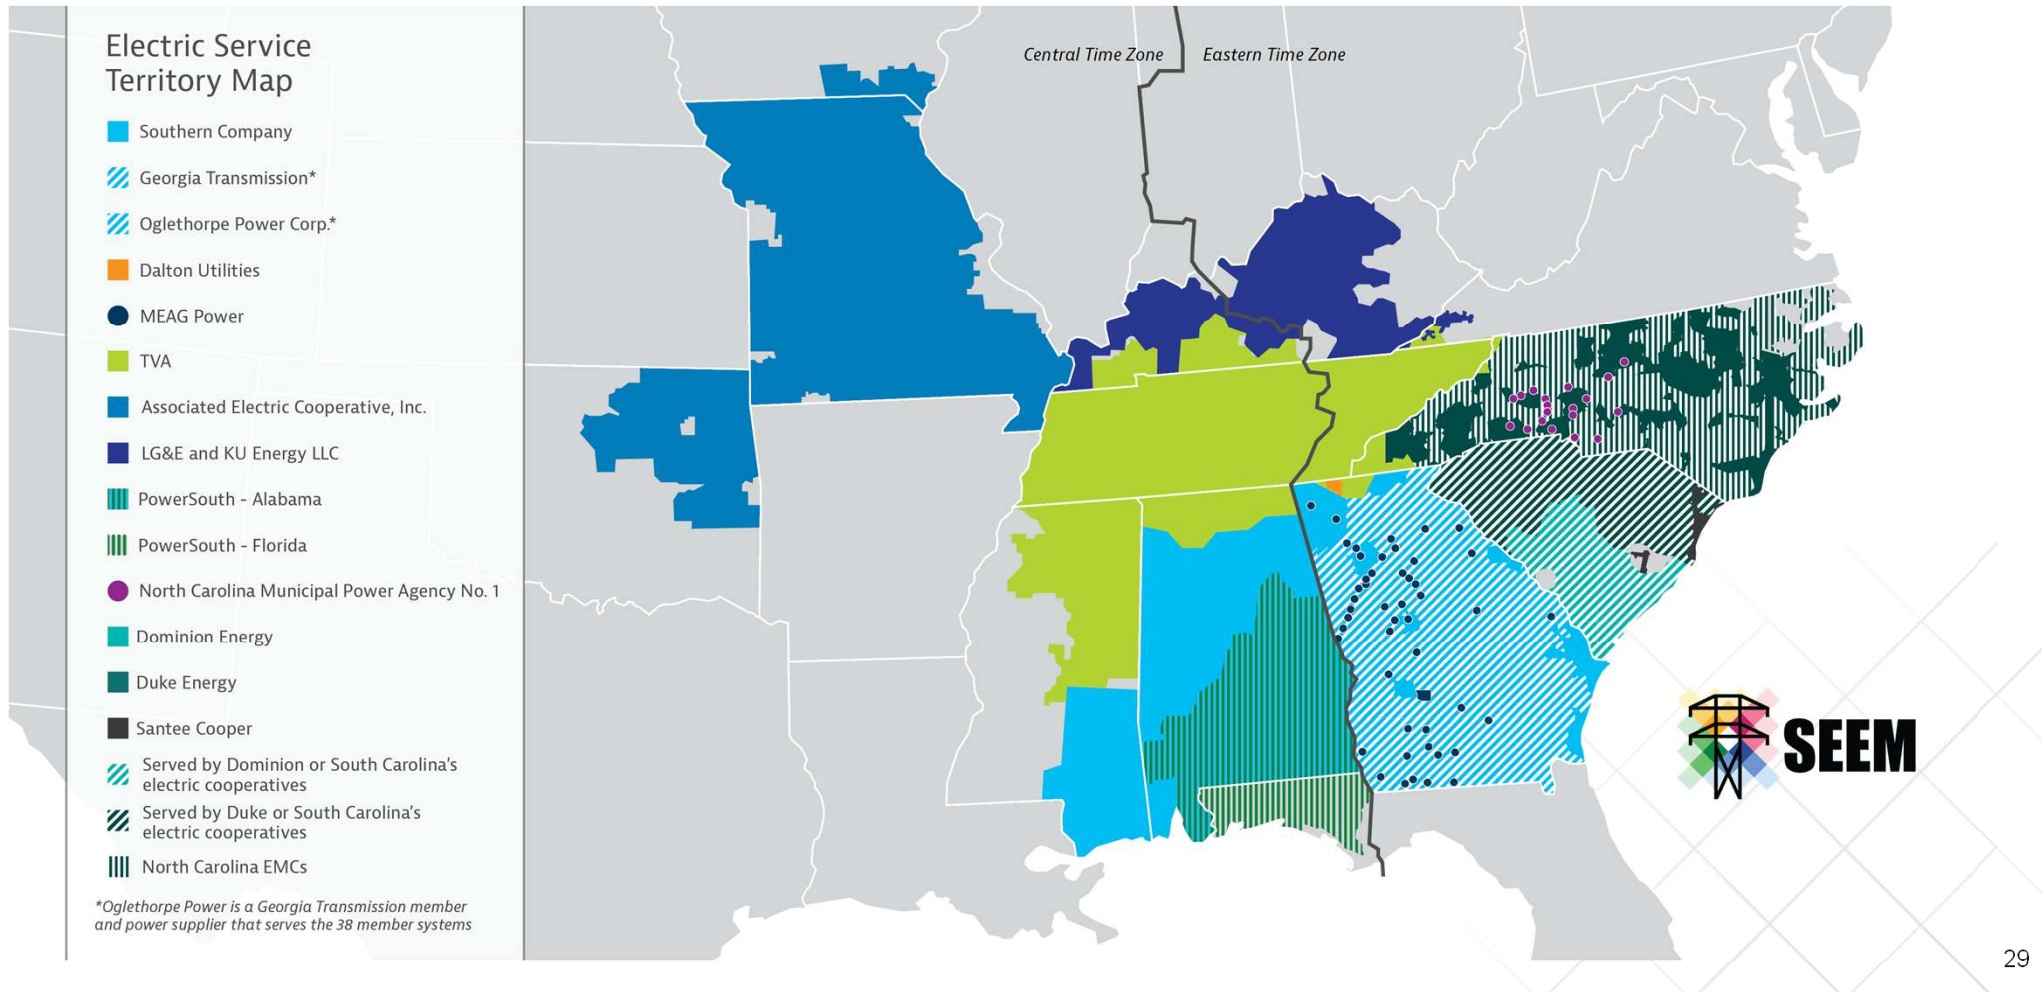 Electric Service
Territory Map
Southern Company
Georgia Transmission*
Oglethorpe Power Corp.*
Dalton Utilities
MEAG Power
TVA
Associated Electric Cooperative, Inc.
LG&E and KU Energy LLC
PowerSouth - Alabama
PowerSouth - Florida
North Carolina Municipal Power Agency No. 1
Dominion Energy
Duke Energy
Santee Cooper
Served by Dominion or South Carolina's
electric cooperatives
Served by Duke or South Carolina's
electric cooperatives
North Carolina EMCs
*Oglethorpe Power is a Georgia Transmission member
and power supplier that serves the 38 member systems
Central Time Zone
Eastern Time Zone
SEEM
29